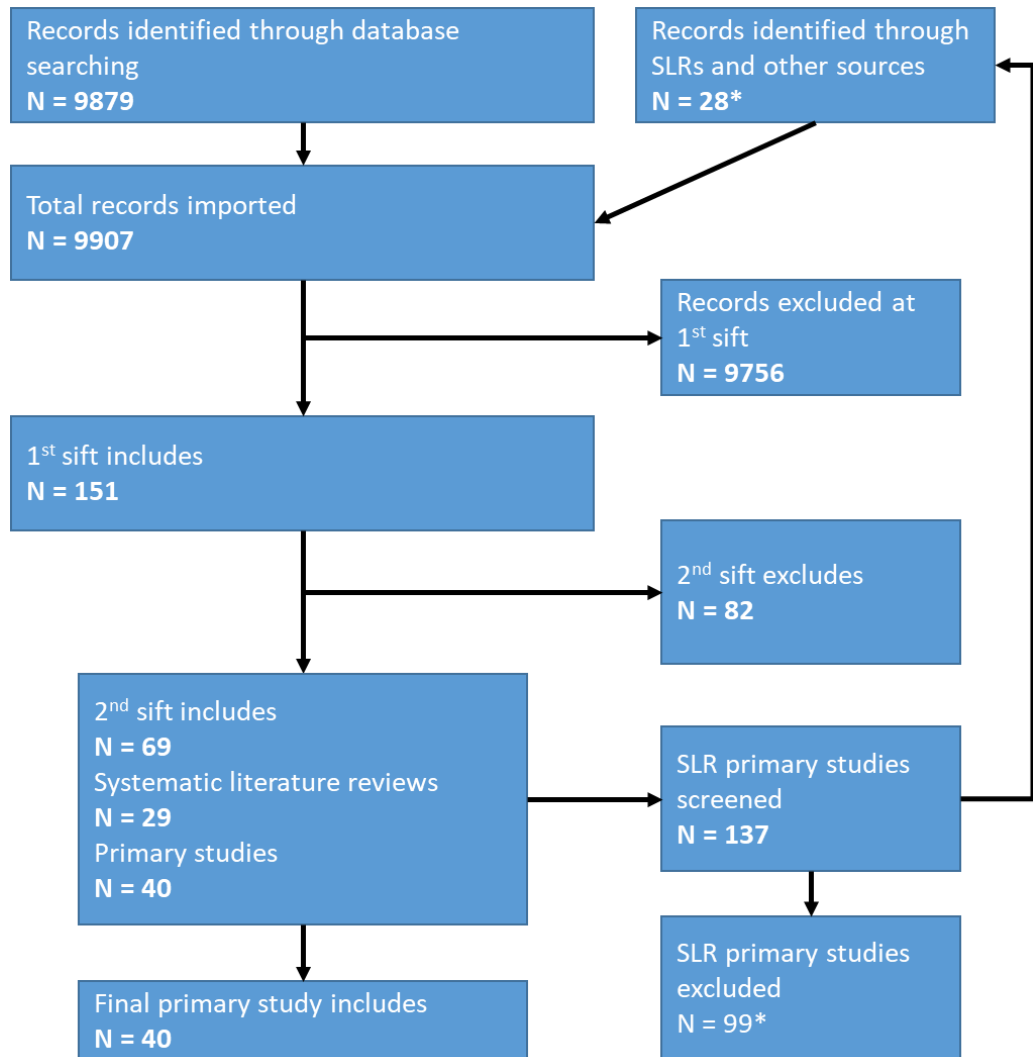 Records identified through database
searching
N = 9879
Records identified through
SLRs and other sources
N = 28*
Total records imported
N = 9907
Records excluded at
1st sift
N = 9756
1st sift includes
N = 151
2nd sift excludes
N = 82
2nd sift includes
N = 69
Systematic literature reviews
N = 29
Primary studies
N = 40
SLR primary studies
screened
N = 137
SLR primary studies
excluded
N = 99*
Final primary study includes
N = 40